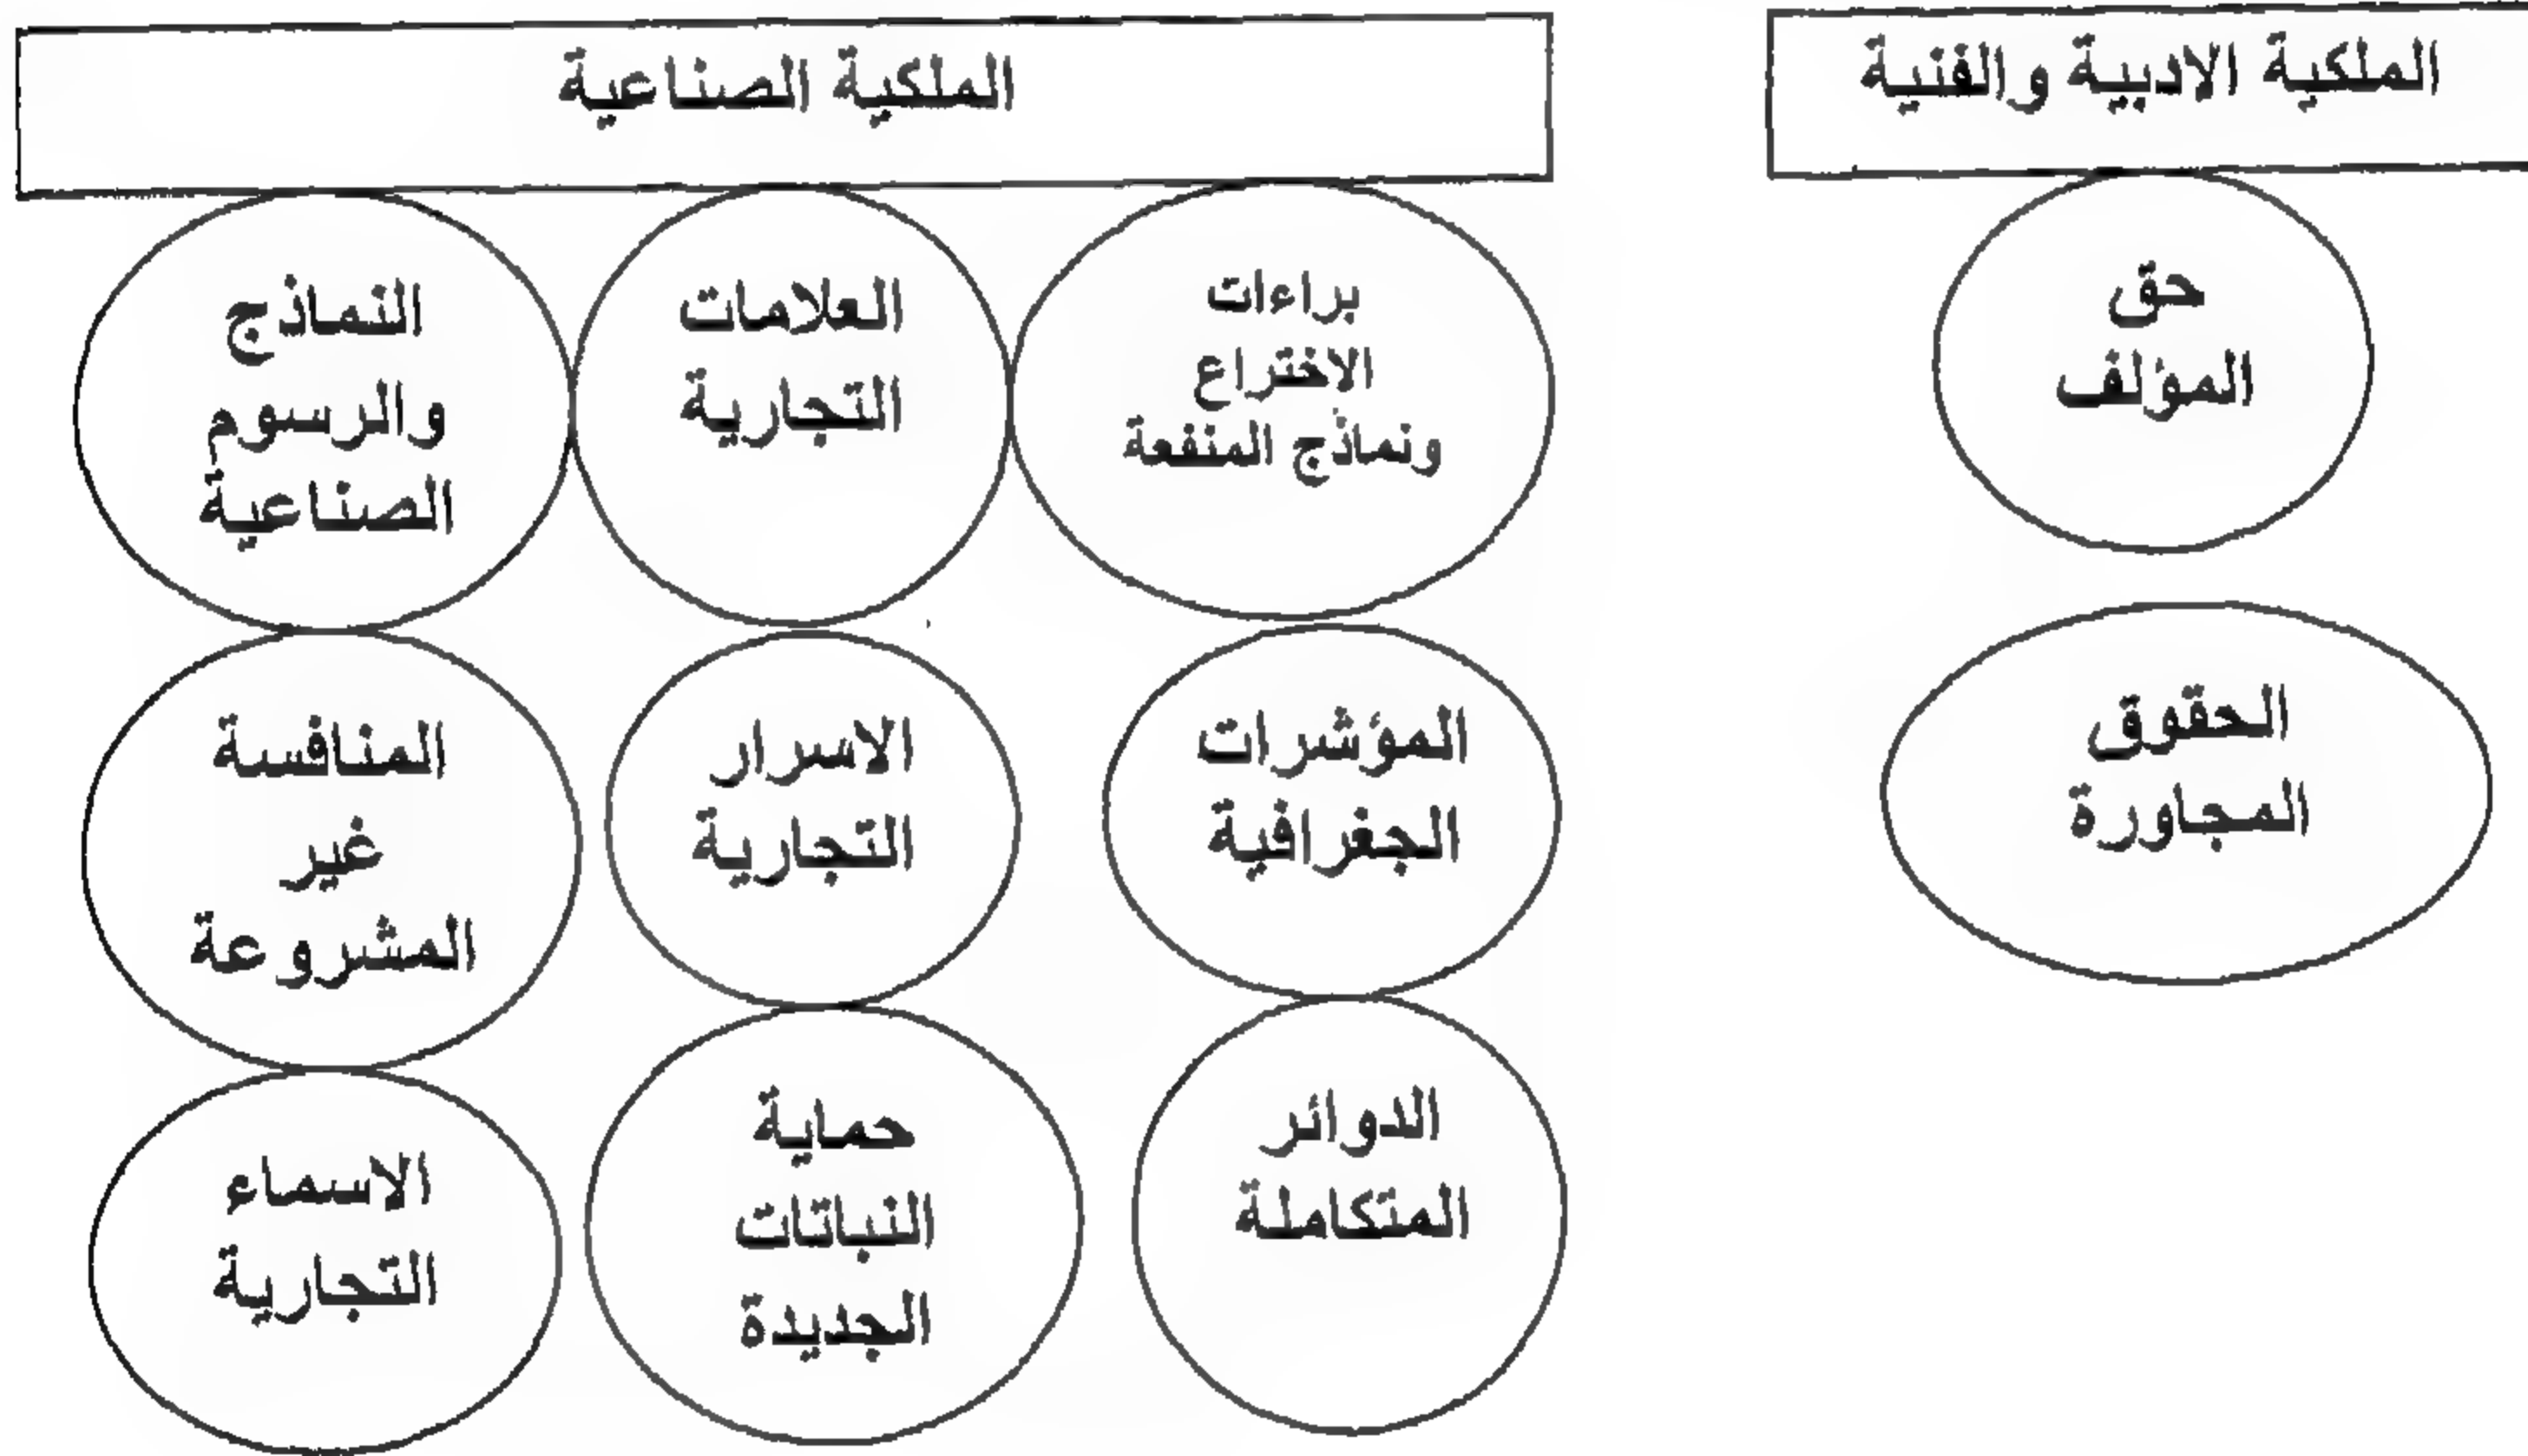 الملكية الادبية والفنية
حق
المؤلف
الحقوق
المجاورة
الملكية الصناعية
براءات
الاختراع
ونماذج المنفعة
العلامات
التجارية
النماذج
والرسوم
الصناعية
المؤشرات
الجغرافية
الاسرار
التجارية
المنافسة
غير
المشروعة
الدوائر
المتكاملة
حماية
النباتات
الجديدة
الاسماء
التجارية